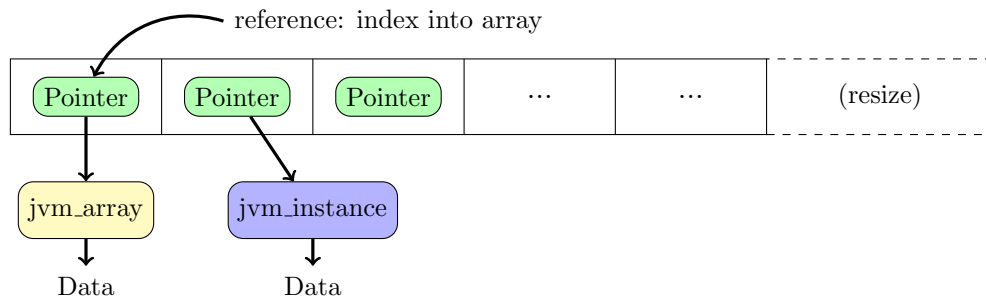 reference: index into array
Pointer Pointer Pointer ... ... (resize)
jvm_array jvm_instance
Data Data